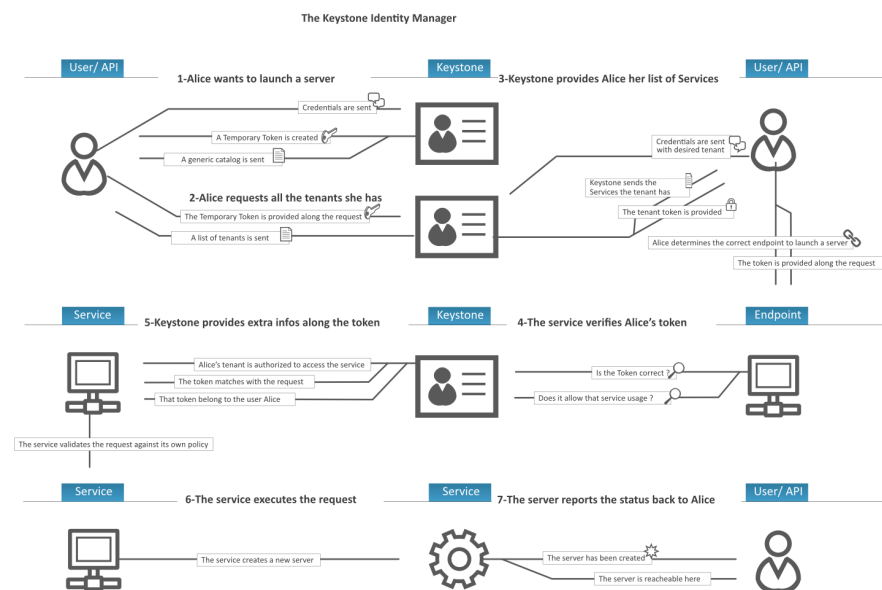 The Keystone Identity Manager
User/ API
1-Alice wants to launch a server
Keystone
3-Keystone provides Alice her list of Services
User/ API
Credentials are sent
A Temporary Token is created
A generic catalog is sent
Credentials are sent
with desired tenant
2-Alice requests all the tenants she has
Keystone sends the
Services the tenant has
The Temporary Token is provided along the request
The tenant token is provided
A list of tenants is sent
Alice determines the correct endpoint to launch a server
The token is provided along the request
Service
5-Keystone provides extra infos along the token
Keystone
4-The service verifies Alice's token
Endpoint
Alice's tenant is authorized to access the service
The token matches with the request
That token belong to the user Alice
Is the Token correct ?
Does it allow that service usage ?
The service validates the request against its own policy
Service
6-The service executes the request
Service
7-The server reports the status back to Alice
User/ API
The service creates a new server
The server has been created
The server is reacheable here